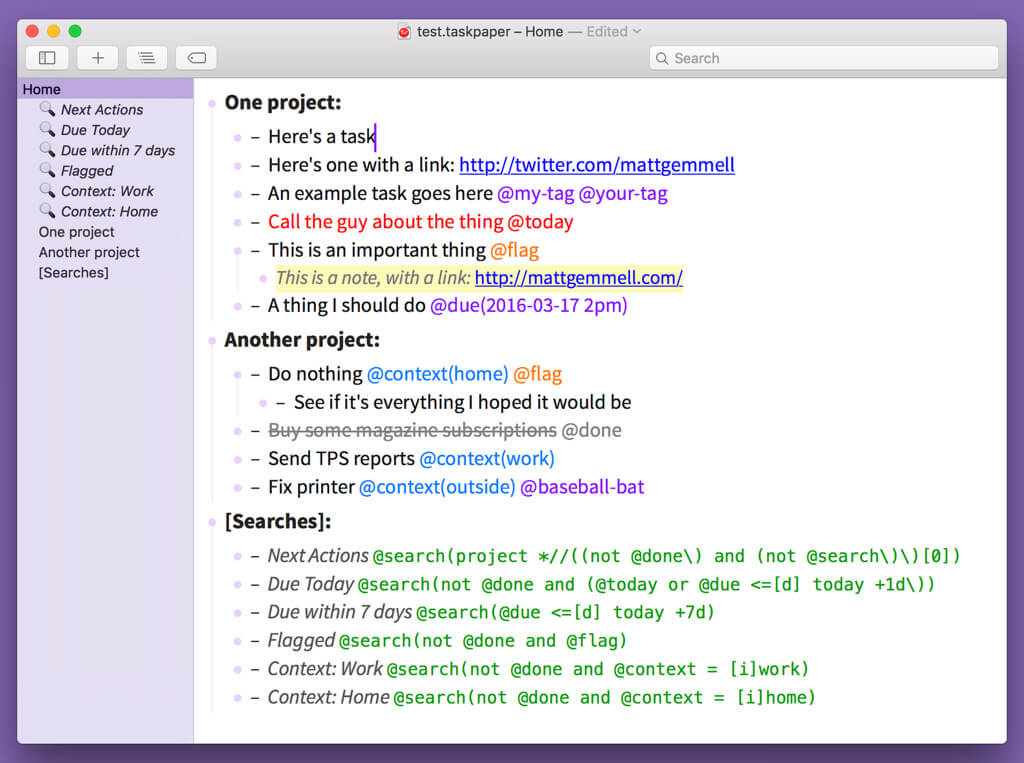 test.taskpaper – Home — Edited
Search
Home
Next Actions
Due Today
Due within 7 days
Flagged
Context: Work
Context: Home
One project
Another project
[Searches]
One project:
– Here's a task
– Here's one with a link: http://twitter.com/mattgemmell
– An example task goes here @my-tag @your-tag
– Call the guy about the thing @today
– This is an important thing @flag
This is a note, with a link: http://mattgemmell.com/
– A thing I should do @due(2016-03-17 2pm)
Another project:
– Do nothing @context(home) @flag
– See if it's everything I hoped it would be
– Buy some magazine subscriptions @done
– Send TPS reports @context(work)
– Fix printer @context(outside) @baseball-bat
[Searches]:
– Next Actions @search(project *//((not @done\) and (not @search\)\)[0])
– Due Today @search(not @done and (@today or @due <=[d] today +1d\))
– Due within 7 days @search(@due <=[d] today +7d)
– Flagged @search(not @done and @flag)
– Context: Work @search(not @done and @context = [i]work)
– Context: Home @search(not @done and @context = [i]home)